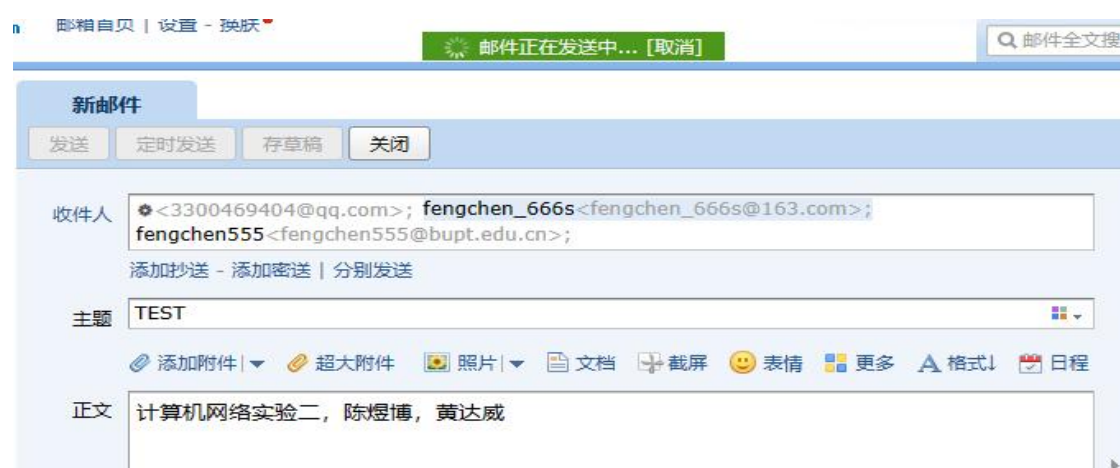 n 邮箱首页 | 设置 - 换肤
邮件正在发送中... [取消]
邮件全文搜
新邮件
发送 定时发送 存草稿 关闭
收件人 <3300469404@qq.com>; fengchen_666s<fengchen_666s@163.com>;
fengchen555<fengchen555@bupt.edu.cn>;
添加抄送 - 添加密送 | 分别发送
主题 TEST
添加附件 | 超大附件 照片 | 文档 截屏 表情 更多 格式↓ 日程
正文 计算机网络实验二，陈煜博，黄达威